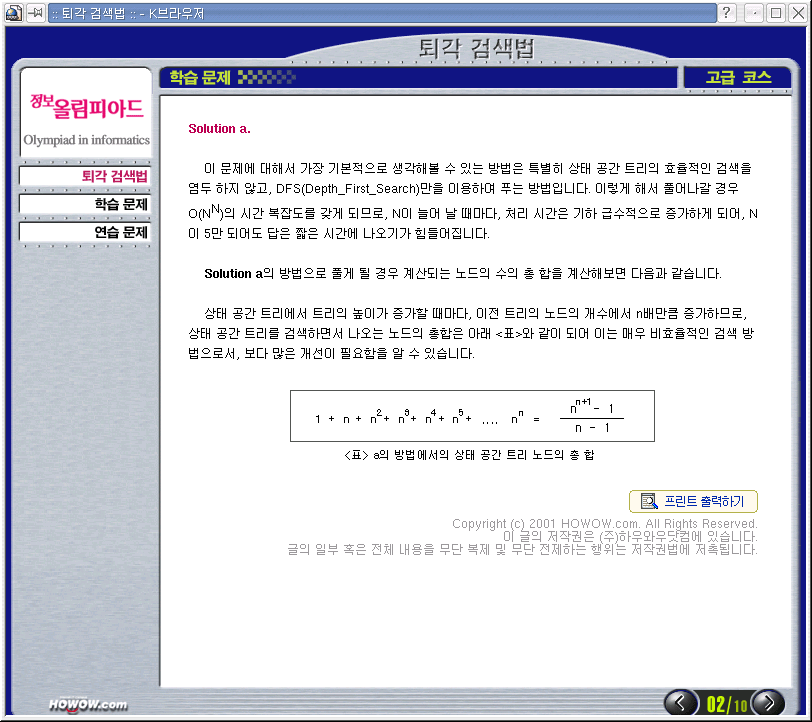 :: 퇴각 검색법 :: - K브라우저
퇴각 검색법
학습 문제
고급 코스
정보올림피아드
Olympiad in informatics
퇴각 검색법
학습 문제
연습 문제
Solution a.
이 문제에 대해서 가장 기본적으로 생각해볼 수 있는 방법은 특별히 상태 공간 트리의 효율적인 검색을
염두 하지 않고, DFS(Depth_First_Search)만을 이용하여 푸는 방법입니다. 이렇게 해서 풀어나갈 경우
O(N^N)의 시간 복잡도를 갖게 되므로, N이 늘어 날 때마다, 처리 시간은 기하 급수적으로 증가하게 되어, N
이 5만 되어도 답은 짧은 시간에 나오기가 힘들어집니다.
Solution a의 방법으로 풀게 될 경우 계산되는 노드의 수의 총 합을 계산해보면 다음과 같습니다.
상태 공간 트리에서 트리의 높이가 증가할 때마다, 이전 트리의 노드의 개수에서 n배만큼 증가하므로,
상태 공간 트리를 검색하면서 나오는 노드의 총합은 아래 <표>와 같이 되어 이는 매우 비효율적인 검색 방
법으로서, 보다 많은 개선이 필요함을 알 수 있습니다.
1 + n + n^2 + n^3 + n^4 + n^5 + .... n^n = (n^(n+1) - 1) / (n - 1)
<표> a의 방법에서의 상태 공간 트리 노드의 총 합
프린트 출력하기
Copyright (c) 2001 HOWOW.com. All Rights Reserved.
이 글의 저작권은 (주)하우와우닷컴에 있습니다.
글의 일부 혹은 전체 내용을 무단 복제 및 무단 전제하는 행위는 저작권법에 저촉됩니다.
HOWOW.com
02/10